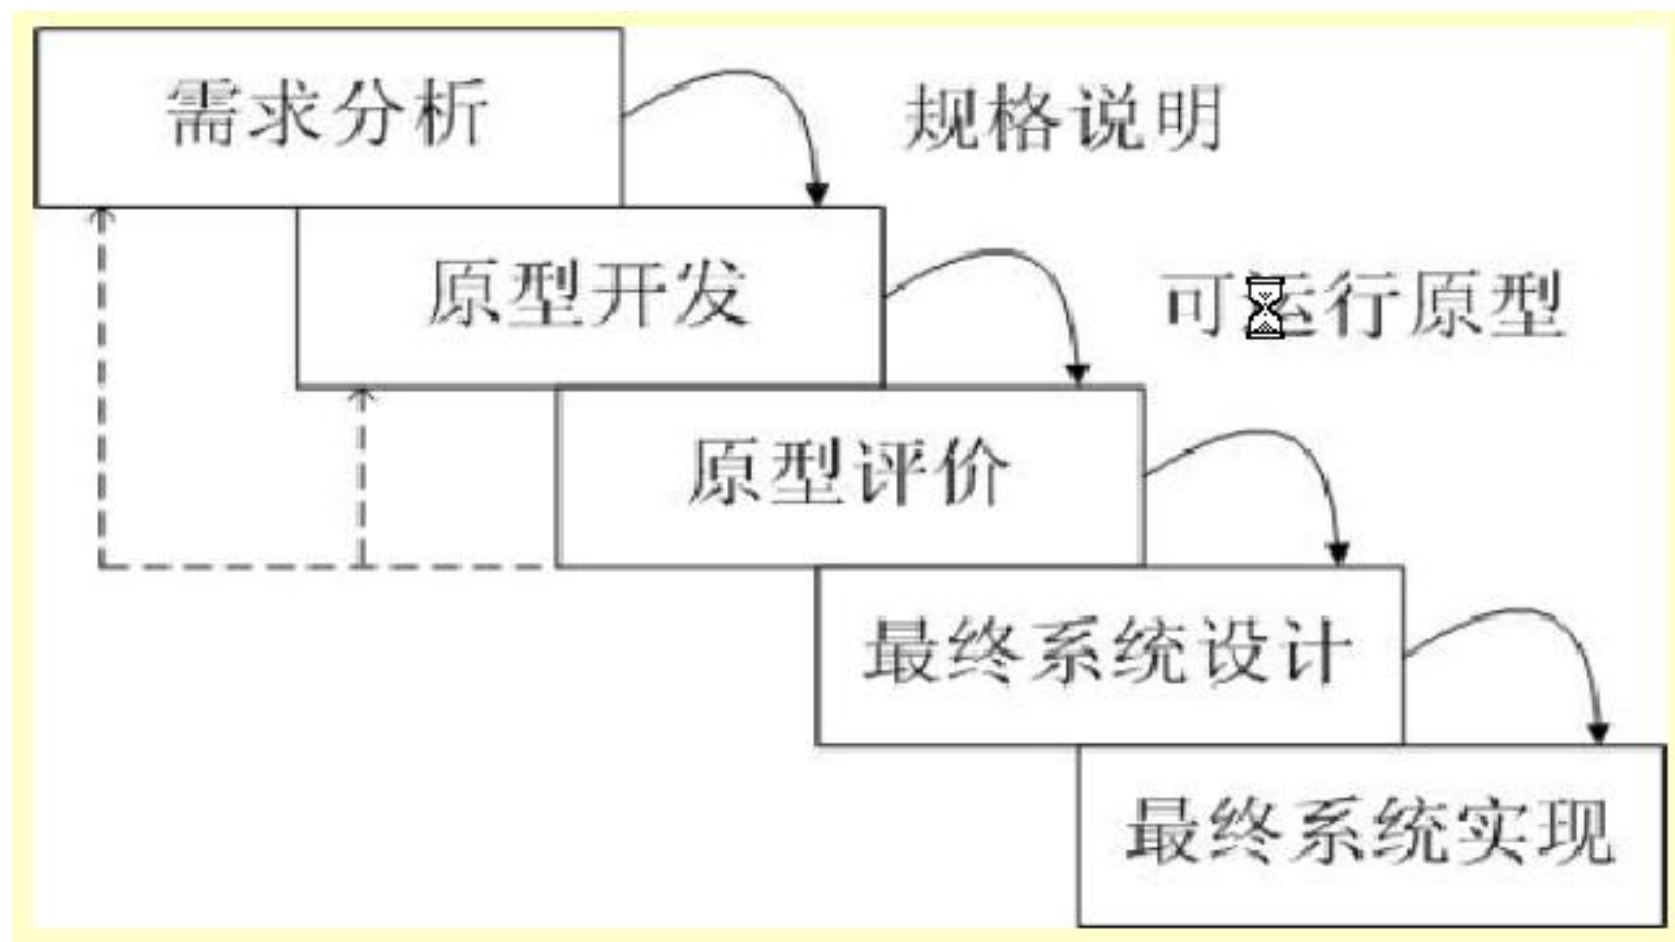 需求分析
规格说明
原型开发
可运行原型
原型评价
最终系统设计
最终系统实现